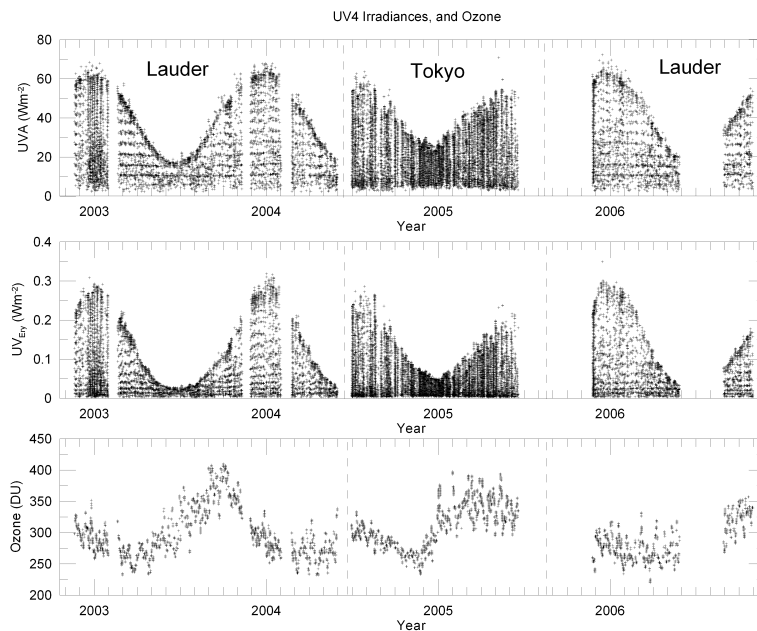 UV4 Irradiances, and Ozone
80
60
40
20
0
UVA (Wm-2)
Lauder
Tokyo
Lauder
2003 2004 2005 2006
Year
0.4
0.3
0.2
0.1
0
UVEry (Wm-2)
2003 2004 2005 2006
Year
450
400
350
300
250
200
Ozone (DU)
2003 2004 2005 2006
Year